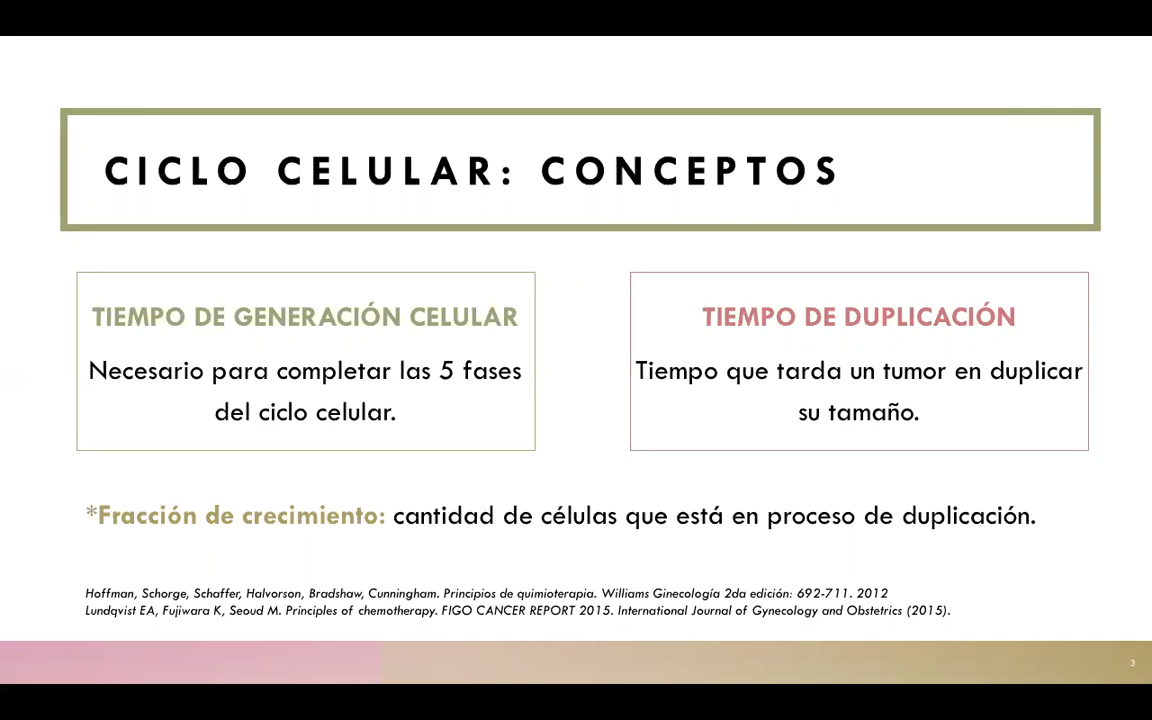 CICLO CELULAR: CONCEPTOS
TIEMPO DE GENERACIÓN CELULAR
Necesario para completar las 5 fases
del ciclo celular.
TIEMPO DE DUPLICACIÓN
Tiempo que tarda un tumor en duplicar
su tamaño.
*Fracción de crecimiento: cantidad de células que está en proceso de duplicación.
Hoffman, Schorge, Schaffer, Halvorson, Bradshaw, Cunningham. Principios de quimioterapia. Williams Ginecología 2da edición: 692-711. 2012
Lundqvist EA, Fujiwara K, Seoud M. Principles of chemotherapy. FIGO CANCER REPORT 2015. International Journal of Gynecology and Obstetrics (2015).
3